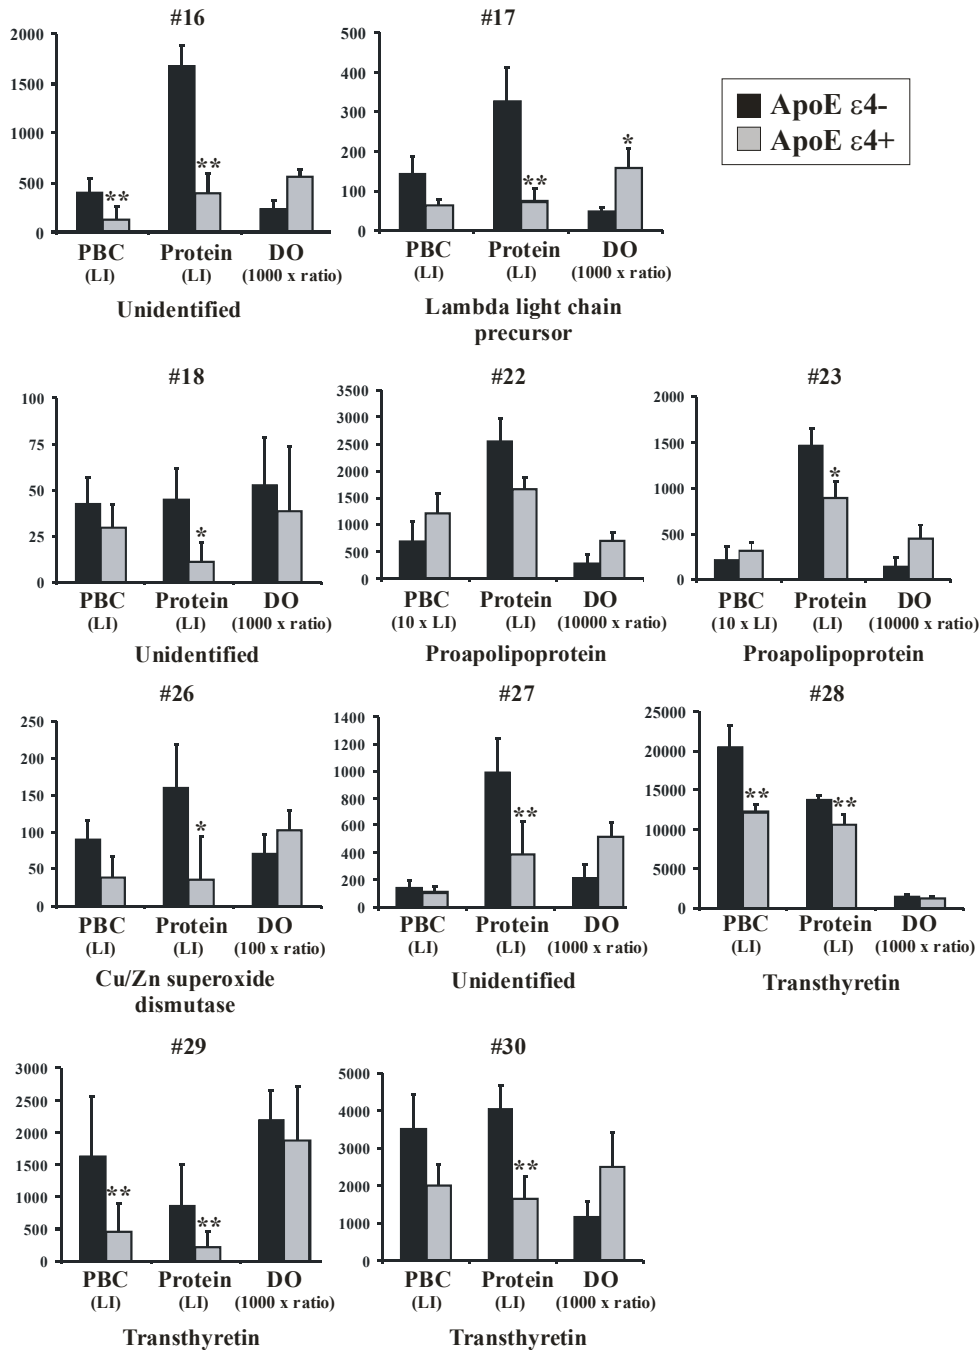 #16
2000
1500
1000
500
0
**
**
PBC Protein DO
(LI) (LI) (1000 x ratio)
Unidentified
#17
500
400
300
200
100
0
**
*
PBC Protein DO
(LI) (LI) (1000 x ratio)
Lambda light chain
precursor
ApoE ε4-
ApoE ε4+
#18
100
75
50
25
0
*
PBC Protein DO
(LI) (LI) (1000 x ratio)
Unidentified
#22
3500
3000
2500
2000
1500
1000
500
0
PBC Protein DO
(10 x LI) (LI) (10000 x ratio)
Proapolipoprotein
#23
2000
1500
1000
500
0
*
PBC Protein DO
(10 x LI) (LI) (10000 x ratio)
Proapolipoprotein
#26
250
200
150
100
50
0
*
PBC Protein DO
(LI) (LI) (100 x ratio)
Cu/Zn superoxide
dismutase
#27
1400
1200
1000
800
600
400
200
0
**
PBC Protein DO
(LI) (LI) (1000 x ratio)
Unidentified
#28
25000
20000
15000
10000
5000
0
**
**
PBC Protein DO
(LI) (LI) (1000 x ratio)
Transthyretin
#29
3000
2500
2000
1500
1000
500
0
**
**
PBC Protein DO
(LI) (LI) (1000 x ratio)
Transthyretin
#30
5000
4000
3000
2000
1000
0
**
PBC Protein DO
(LI) (LI) (1000 x ratio)
Transthyretin